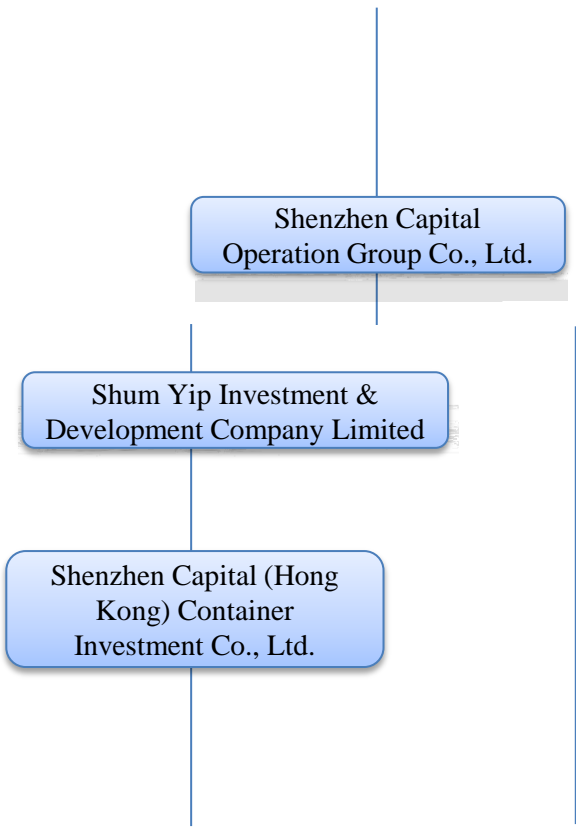 Shenzhen Capital
Operation Group Co., Ltd.
Shum Yip Investment &
Development Company Limited
Shenzhen Capital (Hong
Kong) Container
Investment Co., Ltd.